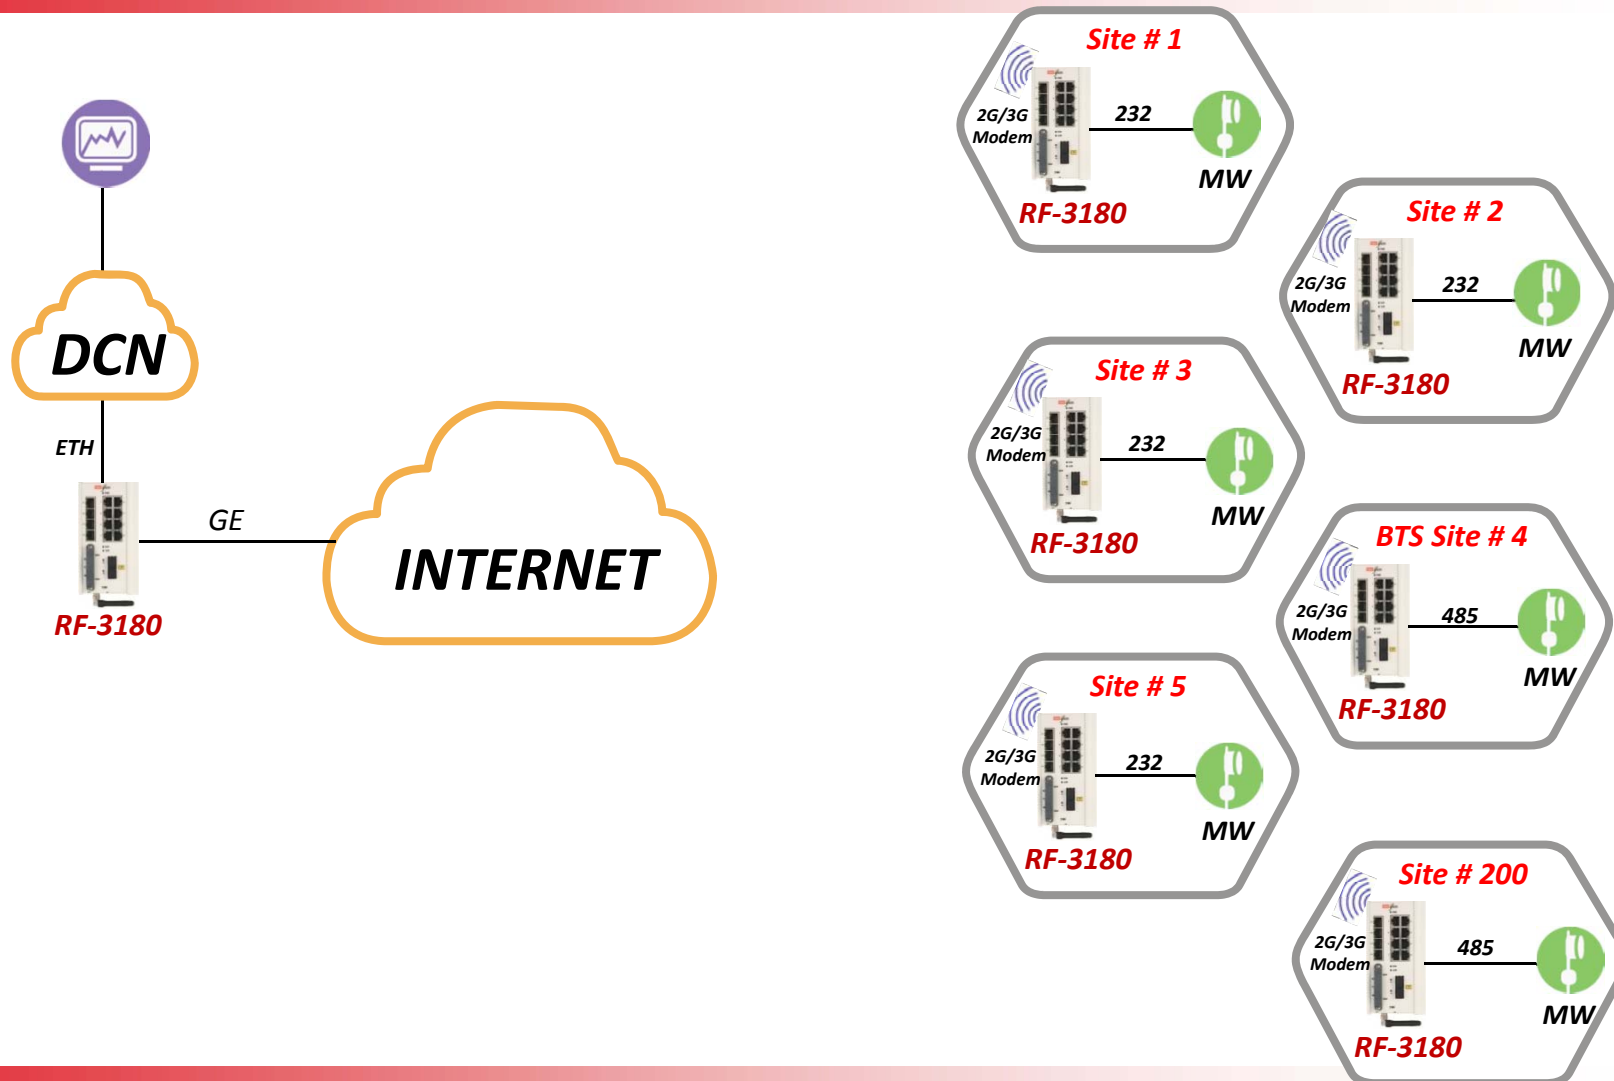 DCN
ETH
GE
RF-3180
INTERNET
Site # 1
2G/3G
Modem
232
MW
RF-3180
Site # 2
2G/3G
Modem
232
MW
RF-3180
Site # 3
2G/3G
Modem
232
MW
RF-3180
BTS Site # 4
2G/3G
Modem
485
MW
RF-3180
Site # 5
2G/3G
Modem
232
MW
RF-3180
Site # 200
2G/3G
Modem
485
MW
RF-3180